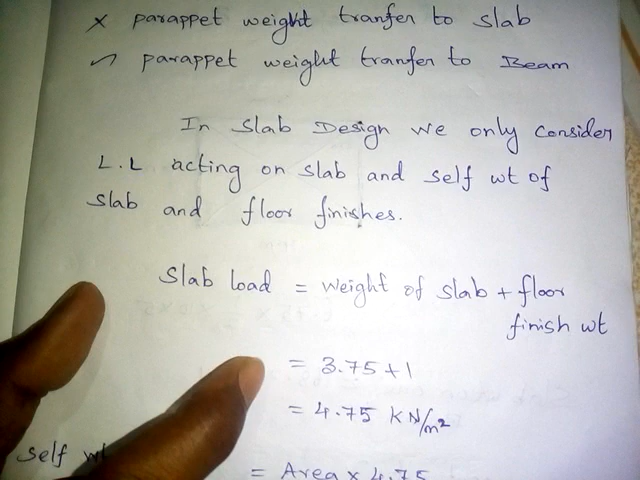 x parappet weight tranfer to slab
✓ parappet weight tranfer to Beam
In slab Design we only consider
L.L acting on slab and self wt of
slab and floor finishes.
Slab load = weight of slab + floor
finish wt
= 3.75 + 1
= 4.75 KN/m²
self wt
= Area x 4.75